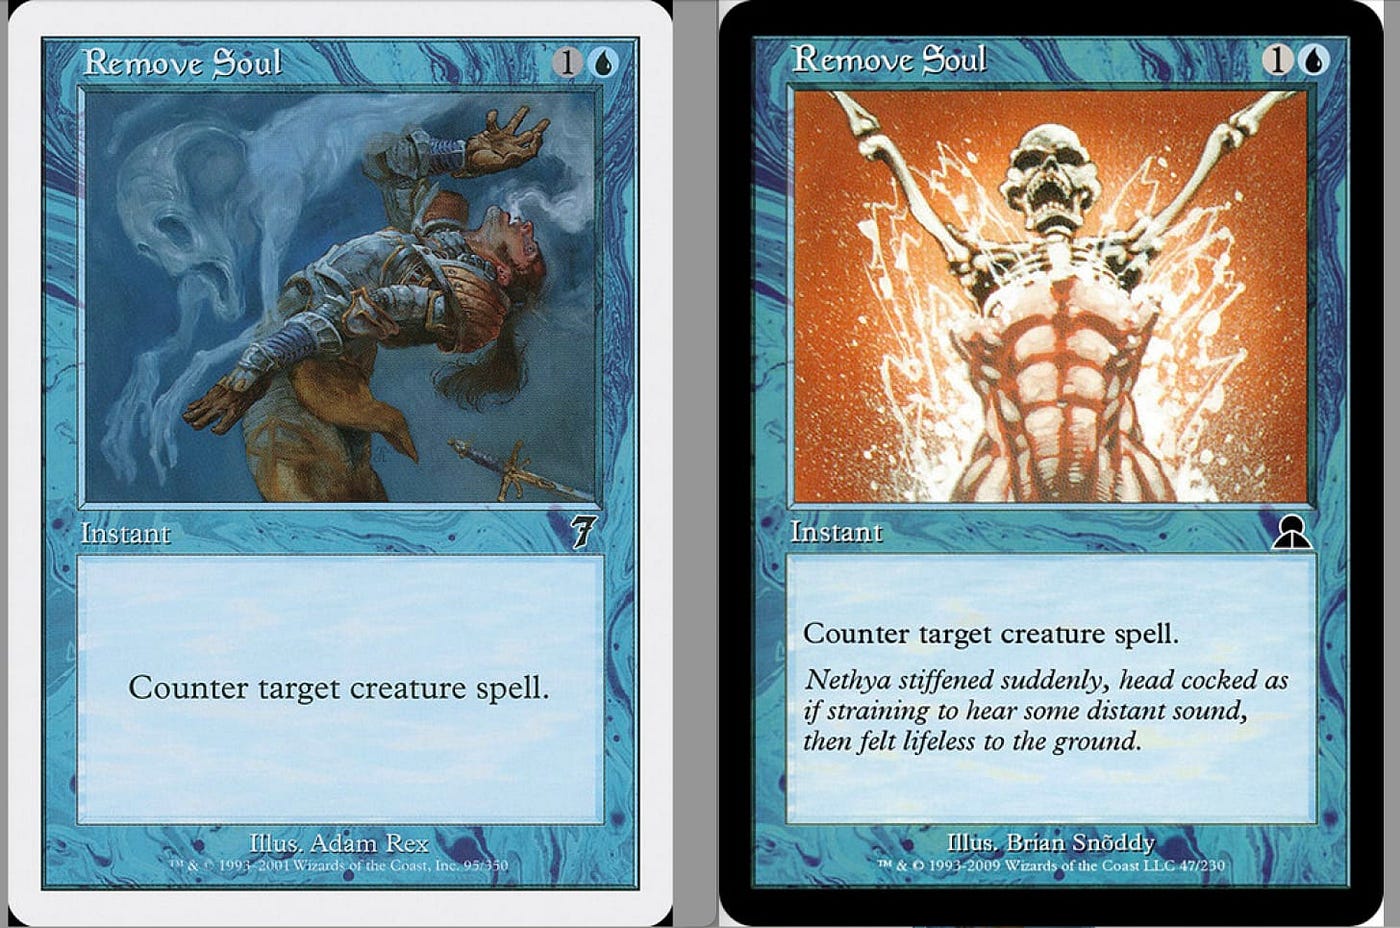 Remove Soul
1
Instant
7
Counter target creature spell.
Illus. Adam Rex
™ & © 1993-2001 Wizards of the Coast, Inc. 95/350
Remove Soul
1
Instant
Counter target creature spell.
Nethya stiffened suddenly, head cocked as
if straining to hear some distant sound,
then felt lifeless to the ground.
Illus. Brian Snõddy
™ & © 1993-2009 Wizards of the Coast LLC 47/230